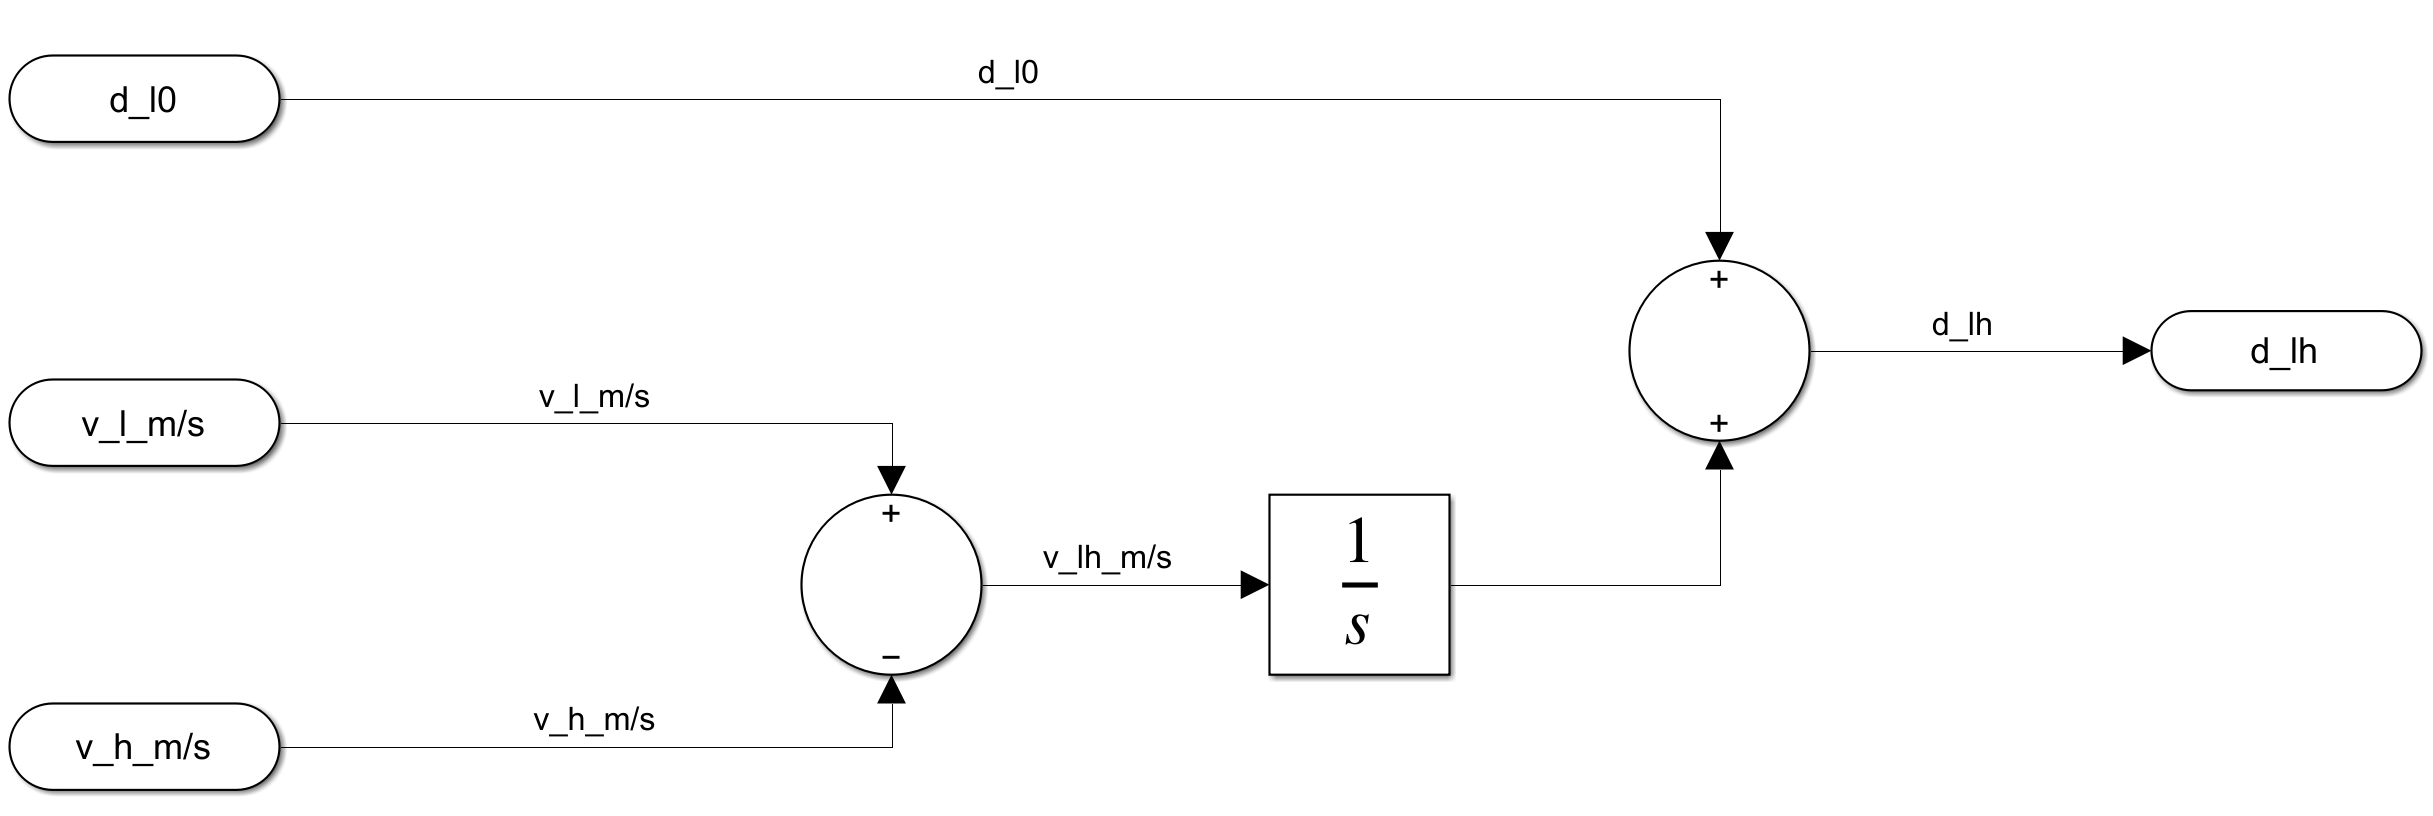 d_l0
d_l0
+
+
d_lh
d_lh
v_l_m/s
v_l_m/s
+
−
v_lh_m/s
1
s
v_h_m/s
v_h_m/s